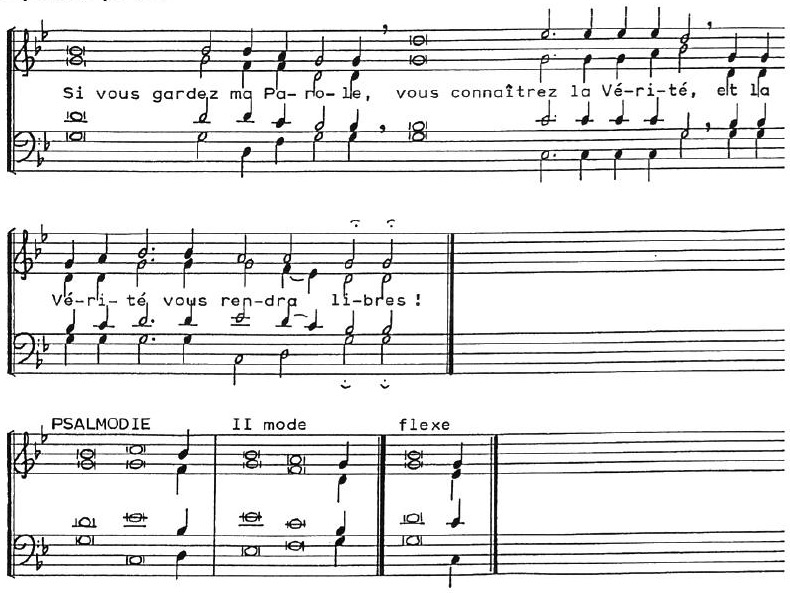 Si vous gardez ma Pa-ro-le, vous connaîtrez la Vé-ri-té, et la
Vé-ri-té vous ren-dra li-bres !
PSALMODIE II mode flexe